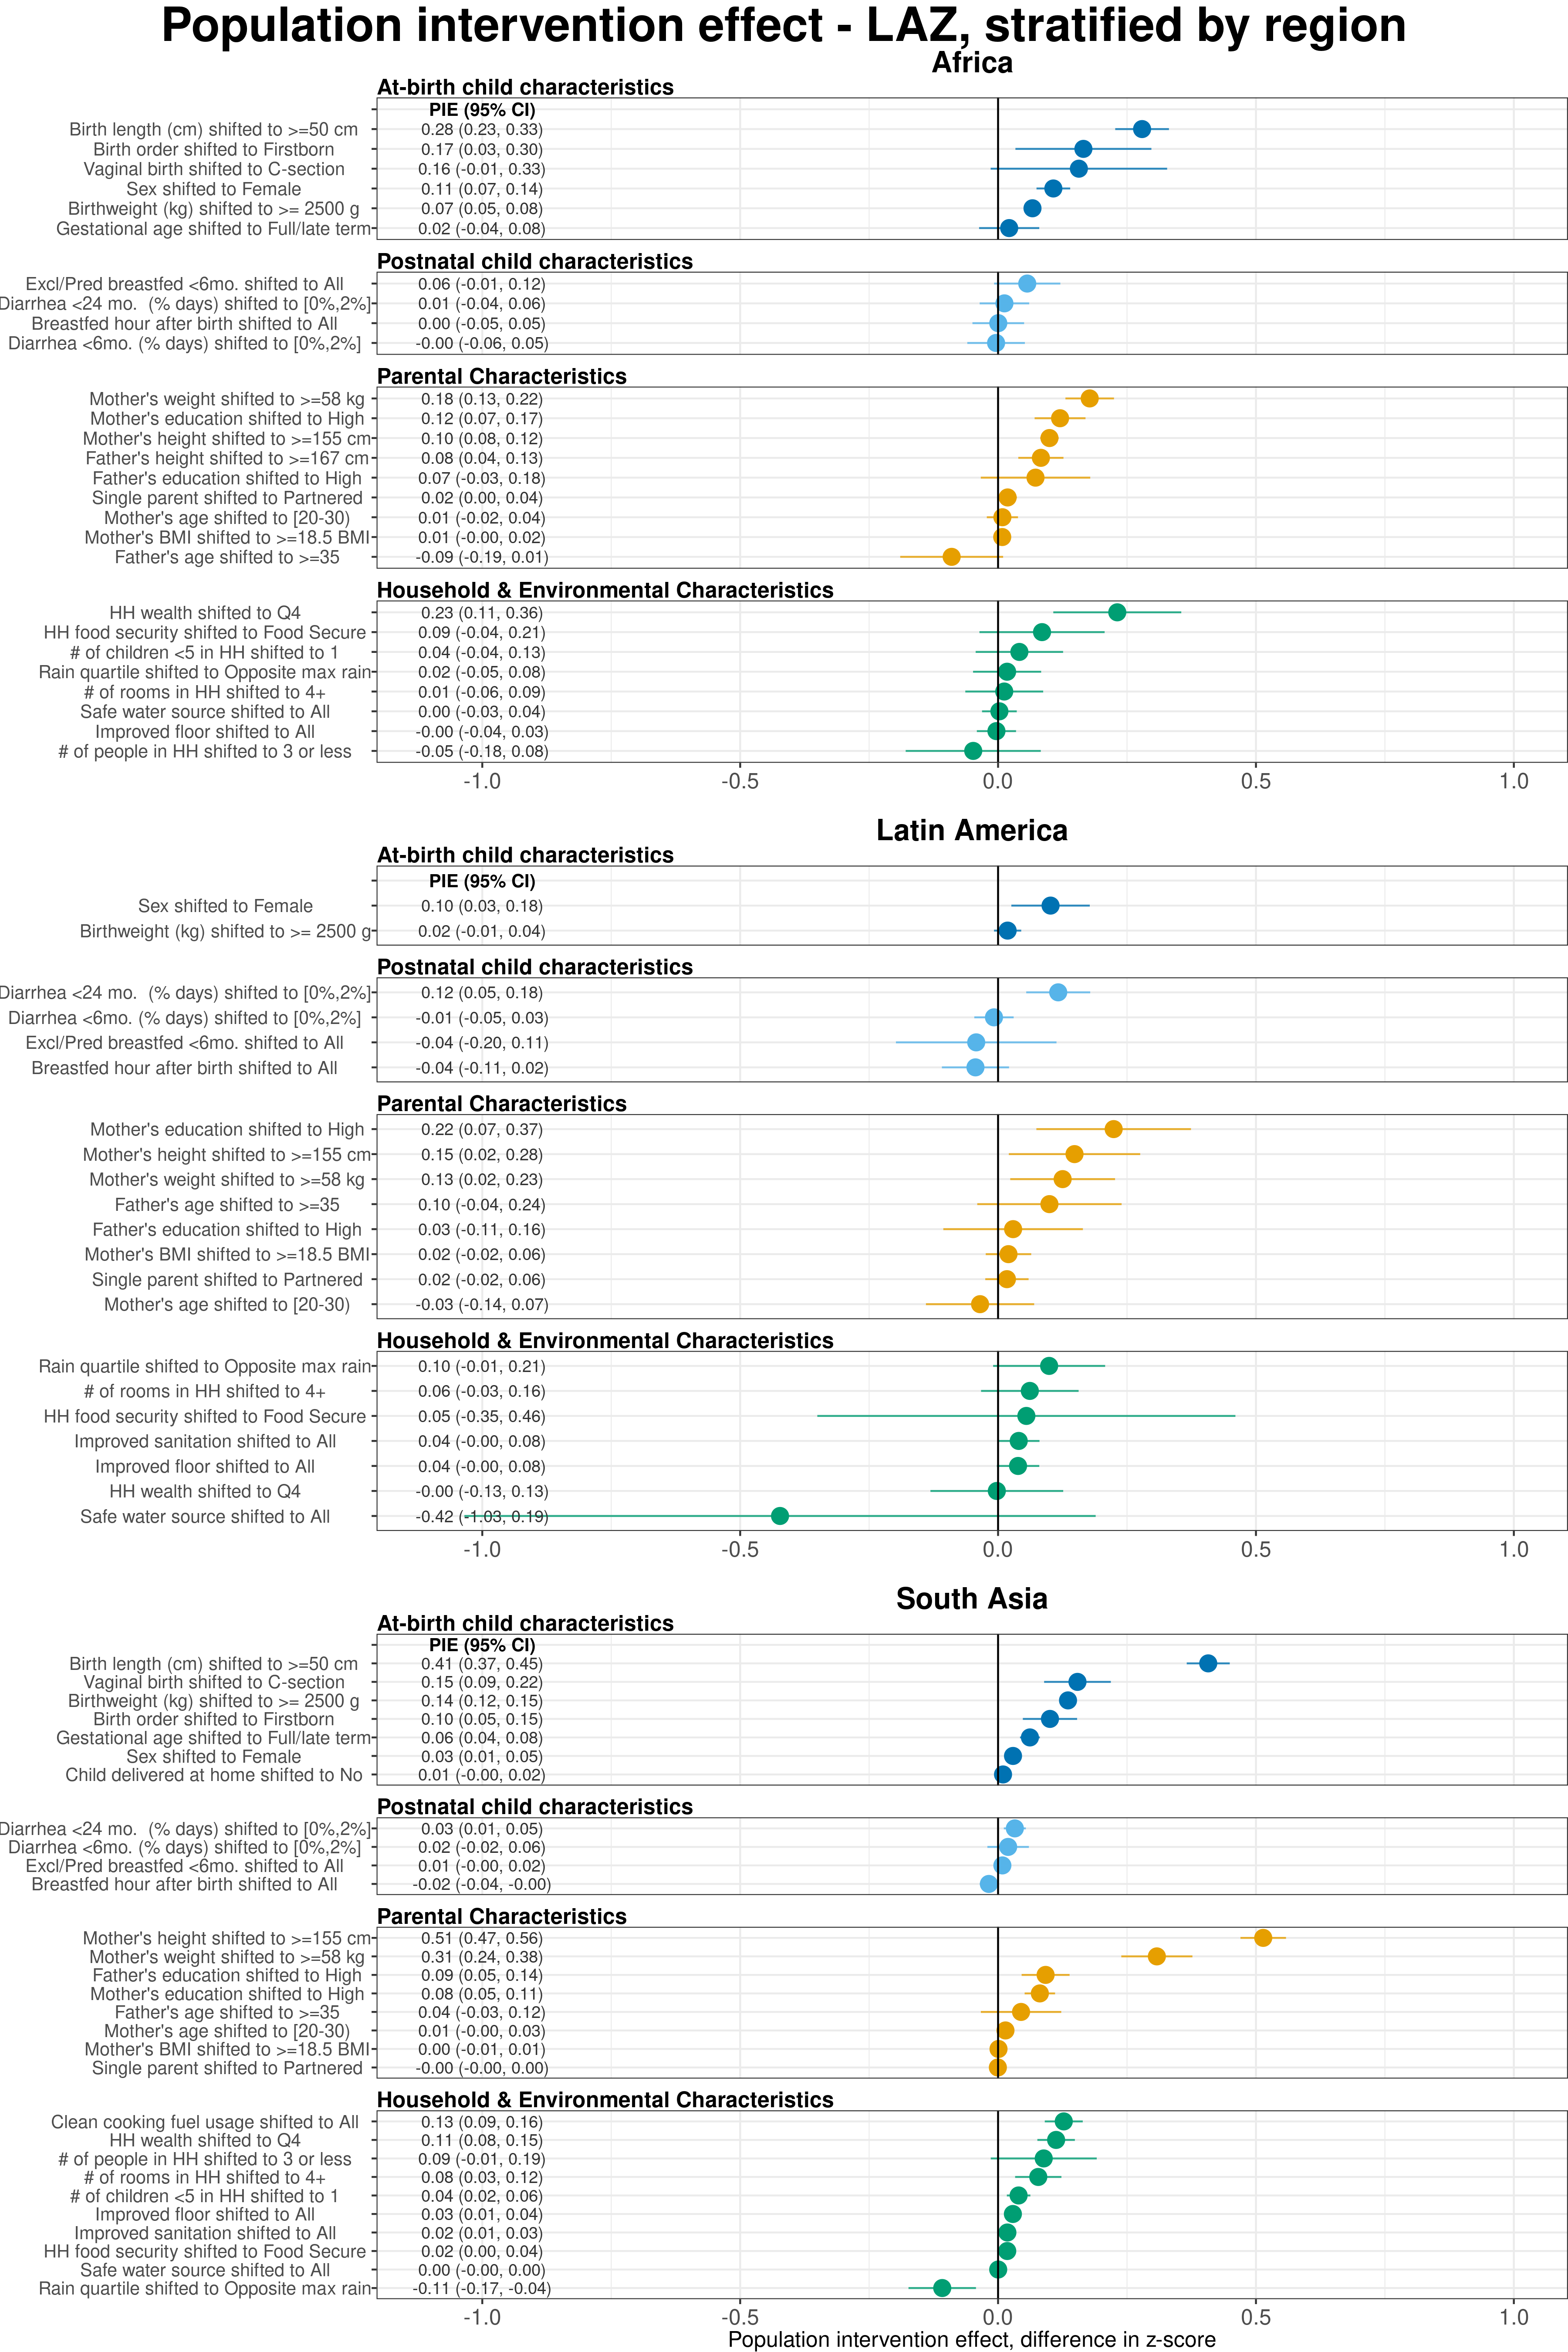 Population intervention effect - LAZ, stratified by region
Africa
At-birth child characteristics
PIE (95% CI)
Birth length (cm) shifted to >=50 cm 0.28 (0.23, 0.33)
Birth order shifted to Firstborn 0.17 (0.03, 0.30)
Vaginal birth shifted to C-section 0.16 (-0.01, 0.33)
Sex shifted to Female 0.11 (0.07, 0.14)
Birthweight (kg) shifted to >= 2500 g 0.07 (0.05, 0.08)
Gestational age shifted to Full/late term 0.02 (-0.04, 0.08)
Postnatal child characteristics
Excl/Pred breastfed <6mo. shifted to All 0.06 (-0.01, 0.12)
Diarrhea <24 mo. (% days) shifted to [0%,2%] 0.01 (-0.04, 0.06)
Breastfed hour after birth shifted to All 0.00 (-0.05, 0.05)
Diarrhea <6mo. (% days) shifted to [0%,2%] -0.00 (-0.06, 0.05)
Parental Characteristics
Mother's weight shifted to >=58 kg 0.18 (0.13, 0.22)
Mother's education shifted to High 0.12 (0.07, 0.17)
Mother's height shifted to >=155 cm 0.10 (0.08, 0.12)
Father's height shifted to >=167 cm 0.08 (0.04, 0.13)
Father's education shifted to High 0.07 (-0.03, 0.18)
Single parent shifted to Partnered 0.02 (0.00, 0.04)
Mother's age shifted to [20-30) 0.01 (-0.02, 0.04)
Mother's BMI shifted to >=18.5 BMI 0.01 (-0.00, 0.02)
Father's age shifted to >=35 -0.09 (-0.19, 0.01)
Household & Environmental Characteristics
HH wealth shifted to Q4 0.23 (0.11, 0.36)
HH food security shifted to Food Secure 0.09 (-0.04, 0.21)
# of children <5 in HH shifted to 1 0.04 (-0.04, 0.13)
Rain quartile shifted to Opposite max rain 0.02 (-0.05, 0.08)
# of rooms in HH shifted to 4+ 0.01 (-0.06, 0.09)
Safe water source shifted to All 0.00 (-0.03, 0.04)
Improved floor shifted to All -0.00 (-0.04, 0.03)
# of people in HH shifted to 3 or less -0.05 (-0.18, 0.08)
-1.0 -0.5 0.0 0.5 1.0
Latin America
At-birth child characteristics
PIE (95% CI)
Sex shifted to Female 0.10 (0.03, 0.18)
Birthweight (kg) shifted to >= 2500 g 0.02 (-0.01, 0.04)
Postnatal child characteristics
Diarrhea <24 mo. (% days) shifted to [0%,2%] 0.12 (0.05, 0.18)
Diarrhea <6mo. (% days) shifted to [0%,2%] -0.01 (-0.05, 0.03)
Excl/Pred breastfed <6mo. shifted to All -0.04 (-0.20, 0.11)
Breastfed hour after birth shifted to All -0.04 (-0.11, 0.02)
Parental Characteristics
Mother's education shifted to High 0.22 (0.07, 0.37)
Mother's height shifted to >=155 cm 0.15 (0.02, 0.28)
Mother's weight shifted to >=58 kg 0.13 (0.02, 0.23)
Father's age shifted to >=35 0.10 (-0.04, 0.24)
Father's education shifted to High 0.03 (-0.11, 0.16)
Mother's BMI shifted to >=18.5 BMI 0.02 (-0.02, 0.06)
Single parent shifted to Partnered 0.02 (-0.02, 0.06)
Mother's age shifted to [20-30) -0.03 (-0.14, 0.07)
Household & Environmental Characteristics
Rain quartile shifted to Opposite max rain 0.10 (-0.01, 0.21)
# of rooms in HH shifted to 4+ 0.06 (-0.03, 0.16)
HH food security shifted to Food Secure 0.05 (-0.35, 0.46)
Improved sanitation shifted to All 0.04 (-0.00, 0.08)
Improved floor shifted to All 0.04 (-0.00, 0.08)
HH wealth shifted to Q4 -0.00 (-0.13, 0.13)
Safe water source shifted to All -0.42 (-1.03, 0.19)
-1.0 -0.5 0.0 0.5 1.0
South Asia
At-birth child characteristics
PIE (95% CI)
Birth length (cm) shifted to >=50 cm 0.41 (0.37, 0.45)
Vaginal birth shifted to C-section 0.15 (0.09, 0.22)
Birthweight (kg) shifted to >= 2500 g 0.14 (0.12, 0.15)
Birth order shifted to Firstborn 0.10 (0.05, 0.15)
Gestational age shifted to Full/late term 0.06 (0.04, 0.08)
Sex shifted to Female 0.03 (0.01, 0.05)
Child delivered at home shifted to No 0.01 (-0.00, 0.02)
Postnatal child characteristics
Diarrhea <24 mo. (% days) shifted to [0%,2%] 0.03 (0.01, 0.05)
Diarrhea <6mo. (% days) shifted to [0%,2%] 0.02 (-0.02, 0.06)
Excl/Pred breastfed <6mo. shifted to All 0.01 (-0.00, 0.02)
Breastfed hour after birth shifted to All -0.02 (-0.04, -0.00)
Parental Characteristics
Mother's height shifted to >=155 cm 0.51 (0.47, 0.56)
Mother's weight shifted to >=58 kg 0.31 (0.24, 0.38)
Father's education shifted to High 0.09 (0.05, 0.14)
Mother's education shifted to High 0.08 (0.05, 0.11)
Father's age shifted to >=35 0.04 (-0.03, 0.12)
Mother's age shifted to [20-30) 0.01 (-0.00, 0.03)
Mother's BMI shifted to >=18.5 BMI 0.00 (-0.01, 0.01)
Single parent shifted to Partnered -0.00 (-0.00, 0.00)
Household & Environmental Characteristics
Clean cooking fuel usage shifted to All 0.13 (0.09, 0.16)
HH wealth shifted to Q4 0.11 (0.08, 0.15)
# of people in HH shifted to 3 or less 0.09 (-0.01, 0.19)
# of rooms in HH shifted to 4+ 0.08 (0.03, 0.12)
# of children <5 in HH shifted to 1 0.04 (0.02, 0.06)
Improved floor shifted to All 0.03 (0.01, 0.04)
Improved sanitation shifted to All 0.02 (0.01, 0.03)
HH food security shifted to Food Secure 0.02 (0.00, 0.04)
Safe water source shifted to All 0.00 (-0.00, 0.00)
Rain quartile shifted to Opposite max rain -0.11 (-0.17, -0.04)
-1.0 -0.5 0.0 0.5 1.0
Population intervention effect, difference in z-score